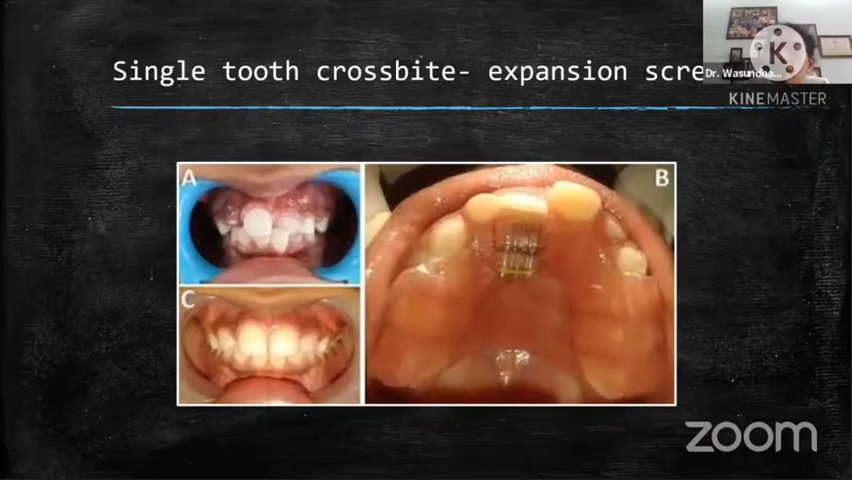 Single tooth crossbite- expansion scre
Dr. Wasundha...
K
KINEMASTER
A
B
C
zoom